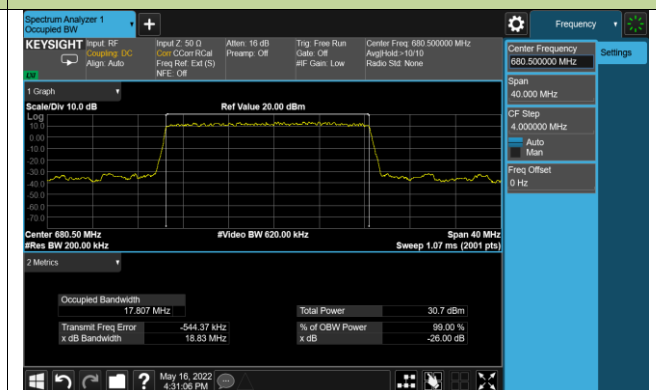 Spectrum Analyzer 1
Occupied BW
Frequency
KEYSIGHT
Input: RF
Coupling: DC
Align: Auto
Input Z: 50 Ω
Corr CCorr RCal
Freq Ref: Ext (S)
NFE: Off
Atten: 16 dB
Preamp: Off
Trig: Free Run
Gate: Off
#IF Gain: Low
Center Freq: 680.500000 MHz
Avg|Hold:>10/10
Radio Std: None
Center Frequency
680.500000 MHz
Settings
Span
40.000 MHz
CF Step
4.000000 MHz
Auto
Man
Freq Offset
0 Hz
1 Graph
Scale/Div 10.0 dB
Ref Value 20.00 dBm
Log
10.0
0.00
-10.0
-20.0
-30.0
-40.0
-50.0
-60.0
-70.0
Center 680.50 MHz
#Video BW 620.00 kHz
Span 40 MHz
#Res BW 200.00 kHz
Sweep 1.07 ms (2001 pts)
2 Metrics
Occupied Bandwidth
17.807 MHz
Total Power
30.7 dBm
Transmit Freq Error
-544.37 kHz
% of OBW Power
99.00 %
x dB Bandwidth
18.83 MHz
x dB
-26.00 dB
May 16, 2022
4:31:06 PM